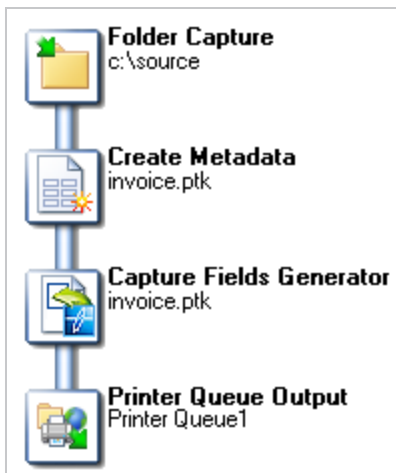 Folder Capture
c:\source
Create Metadata
invoice.ptk
Capture Fields Generator
invoice.ptk
Printer Queue Output
Printer Queue1